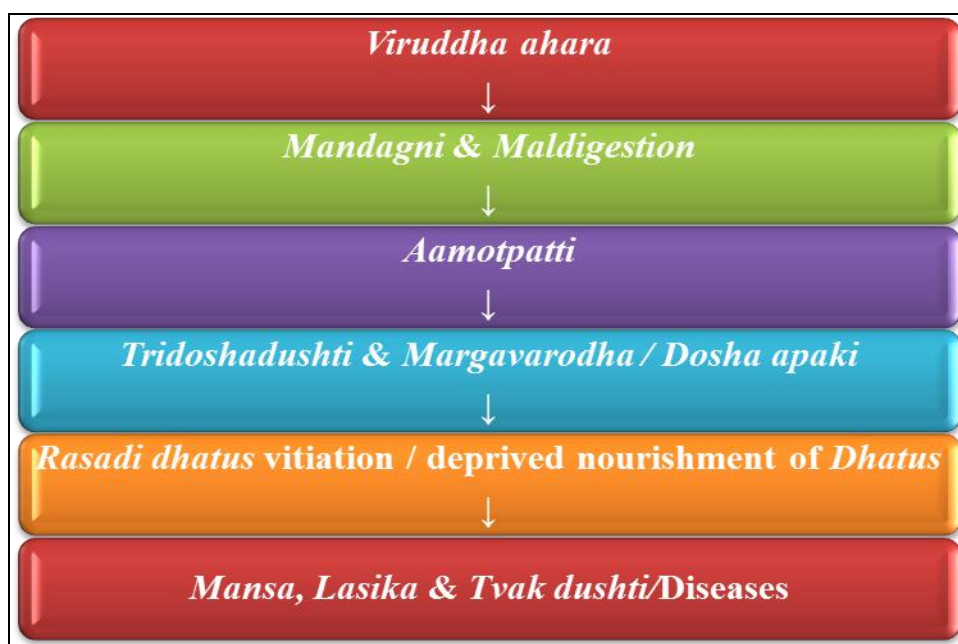 Viruddha ahara
↓
Mandagni & Maldigestion
↓
Aamotpatti
↓
Tridoshadushti & Margavarodha / Dosha apaki
↓
Rasadi dhatus vitiation / deprived nourishment of Dhatus
↓
Mansa, Lasika & Tvak dushti/Diseases